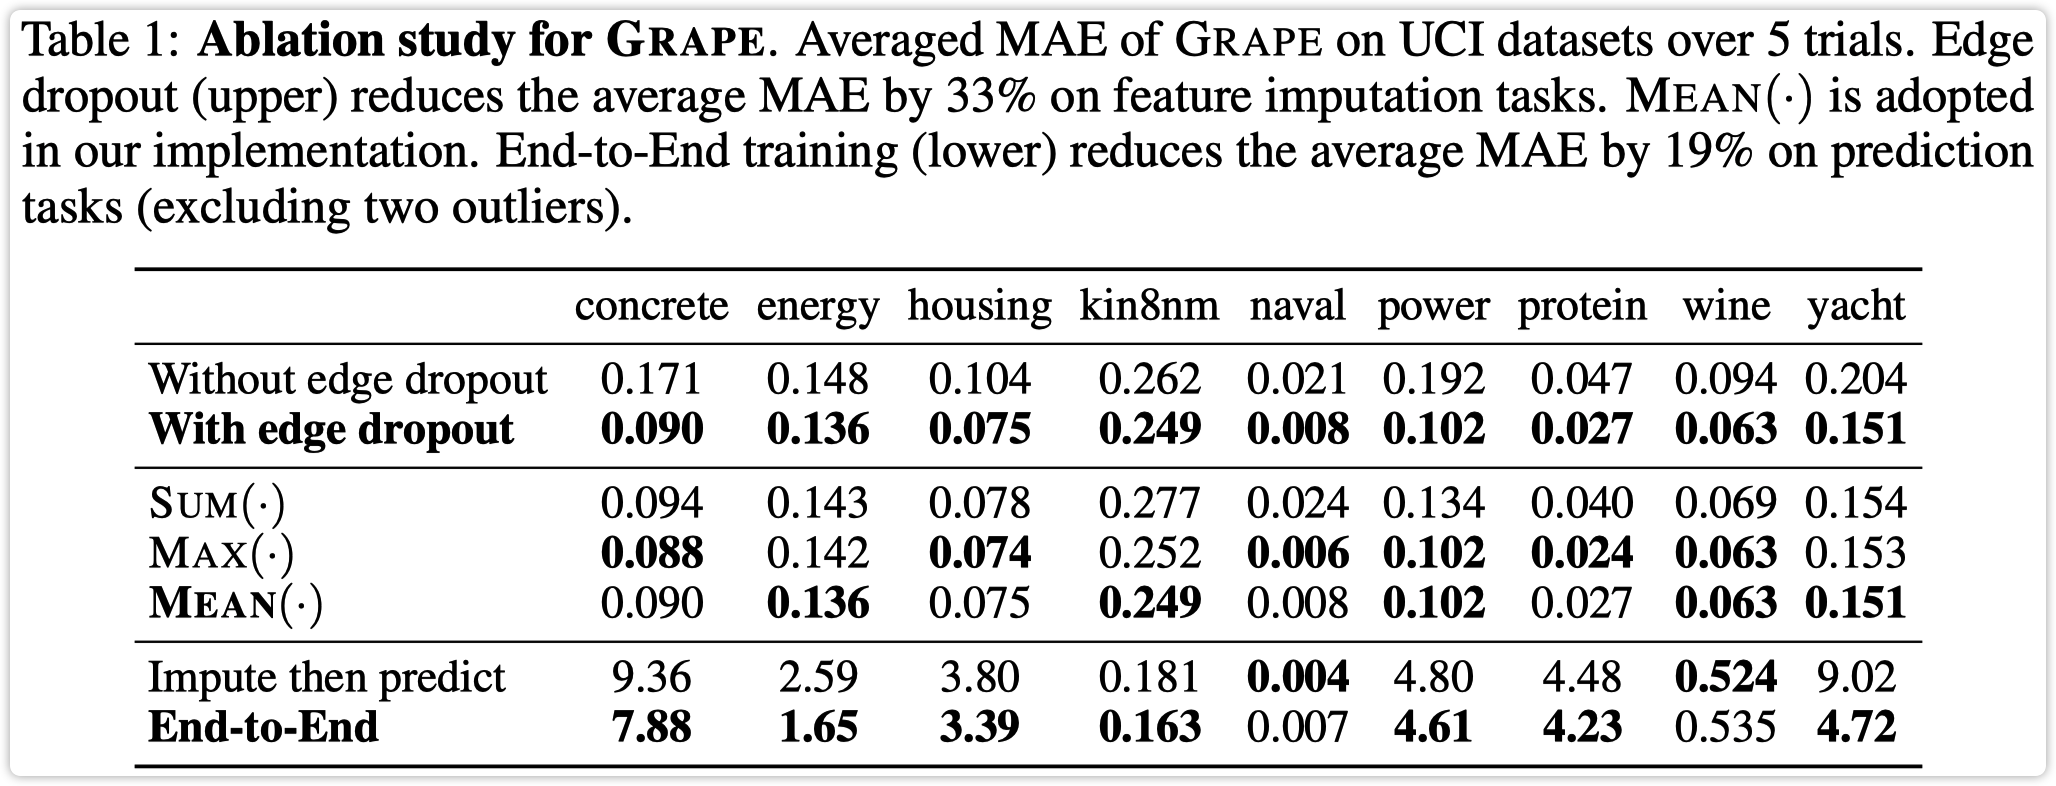 Table 1: Ablation study for GRAPE. Averaged MAE of GRAPE on UCI datasets over 5 trials. Edge
dropout (upper) reduces the average MAE by 33% on feature imputation tasks. MEAN(·) is adopted
in our implementation. End-to-End training (lower) reduces the average MAE by 19% on prediction
tasks (excluding two outliers).
concrete energy housing kin8nm naval power protein wine yacht
Without edge dropout 0.171 0.148 0.104 0.262 0.021 0.192 0.047 0.094 0.204
With edge dropout 0.090 0.136 0.075 0.249 0.008 0.102 0.027 0.063 0.151
SUM(·) 0.094 0.143 0.078 0.277 0.024 0.134 0.040 0.069 0.154
MAX(·) 0.088 0.142 0.074 0.252 0.006 0.102 0.024 0.063 0.153
MEAN(·) 0.090 0.136 0.075 0.249 0.008 0.102 0.027 0.063 0.151
Impute then predict 9.36 2.59 3.80 0.181 0.004 4.80 4.48 0.524 9.02
End-to-End 7.88 1.65 3.39 0.163 0.007 4.61 4.23 0.535 4.72